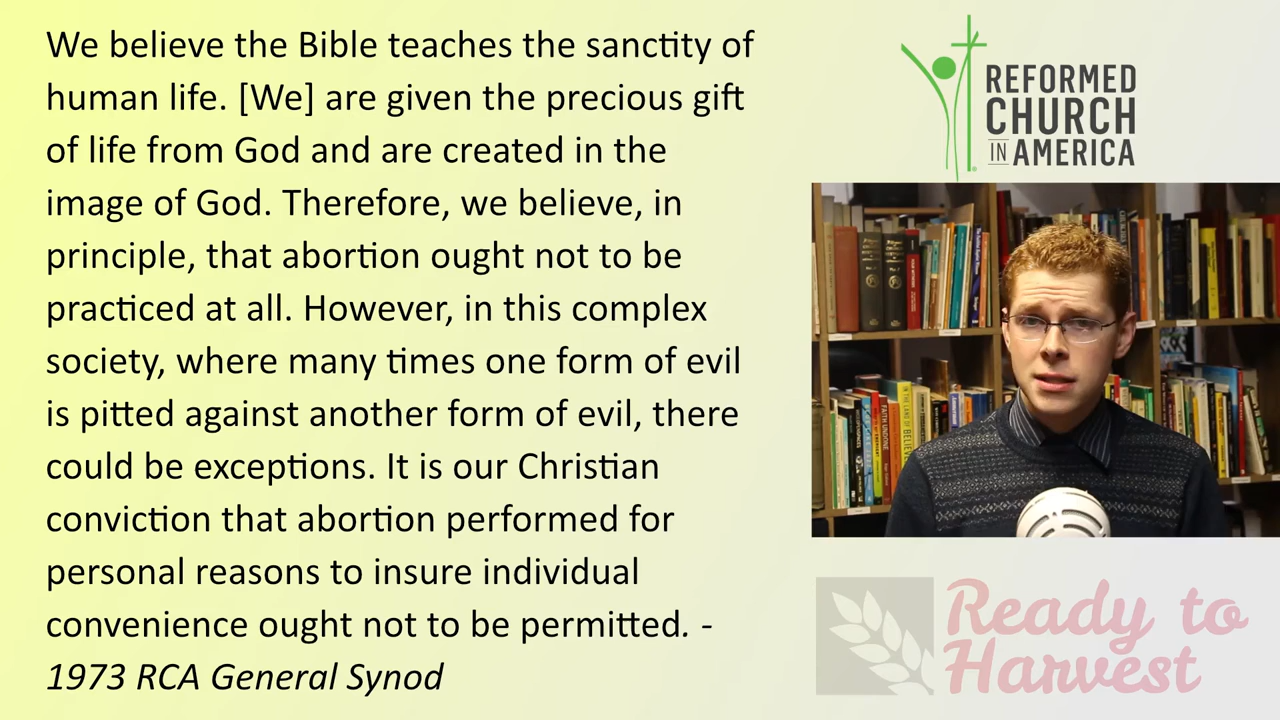 We believe the Bible teaches the sanctity of
human life. [We] are given the precious gift
of life from God and are created in the
image of God. Therefore, we believe, in
principle, that abortion ought not to be
practiced at all. However, in this complex
society, where many times one form of evil
is pitted against another form of evil, there
could be exceptions. It is our Christian
conviction that abortion performed for
personal reasons to insure individual
convenience ought not to be permitted. -
1973 RCA General Synod
REFORMED
CHURCH
IN AMERICA
Ready to
Harvest